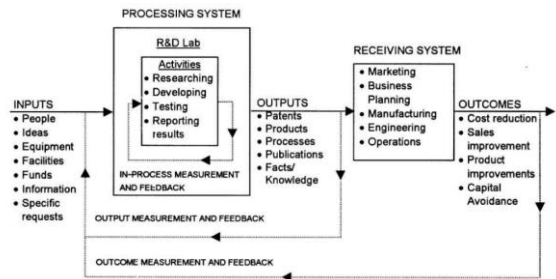 PROCESSING SYSTEM
R&D Lab
Activities
• Researching
• Developing
• Testing
• Reporting
results
IN-PROCESS MEASUREMENT
AND FEEDBACK
RECEIVING SYSTEM
• Marketing
• Business
Planning
• Manufacturing
• Engineering
• Operations
INPUTS
• People
• Ideas
• Equipment
• Facilities
• Funds
• Information
• Specific
requests
OUTPUTS
• Patents
• Products
• Processes
• Publications
• Facts/
Knowledge
OUTCOMES
• Cost reduction
• Sales
improvement
• Product
improvements
• Capital
Avoidance
OUTPUT MEASUREMENT AND FEEDBACK
OUTCOME MEASUREMENT AND FEEDBACK